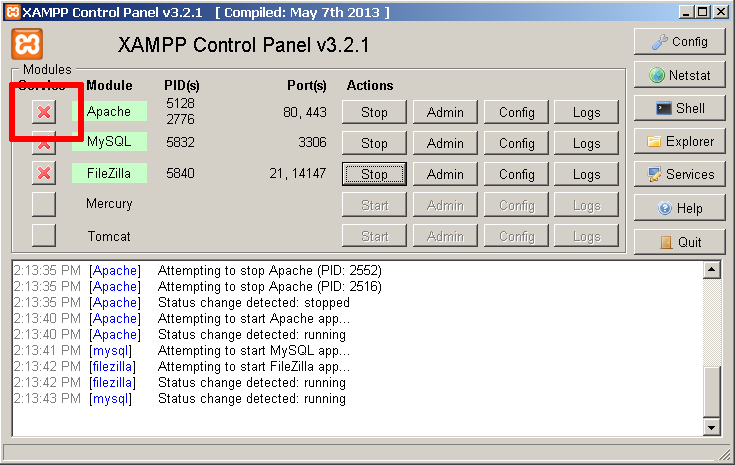 XAMPP Control Panel v3.2.1 [ Compiled: May 7th 2013 ]
XAMPP Control Panel v3.2.1
Config
Netstat
Shell
Explorer
Services
Help
Quit
Modules
Service Module PID(s) Port(s) Actions
Apache 5128 2776 80, 443 Stop Admin Config Logs
MySQL 5832 3306 Stop Admin Config Logs
FileZilla 5840 21, 14147 Stop Admin Config Logs
Mercury Start Admin Config Logs
Tomcat Start Admin Config Logs
2:13:35 PM [Apache] Attempting to stop Apache (PID: 2552)
2:13:35 PM [Apache] Attempting to stop Apache (PID: 2516)
2:13:35 PM [Apache] Status change detected: stopped
2:13:40 PM [Apache] Attempting to start Apache app...
2:13:40 PM [Apache] Status change detected: running
2:13:41 PM [mysql] Attempting to start MySQL app...
2:13:42 PM [filezilla] Attempting to start FileZilla app...
2:13:42 PM [filezilla] Status change detected: running
2:13:43 PM [mysql] Status change detected: running